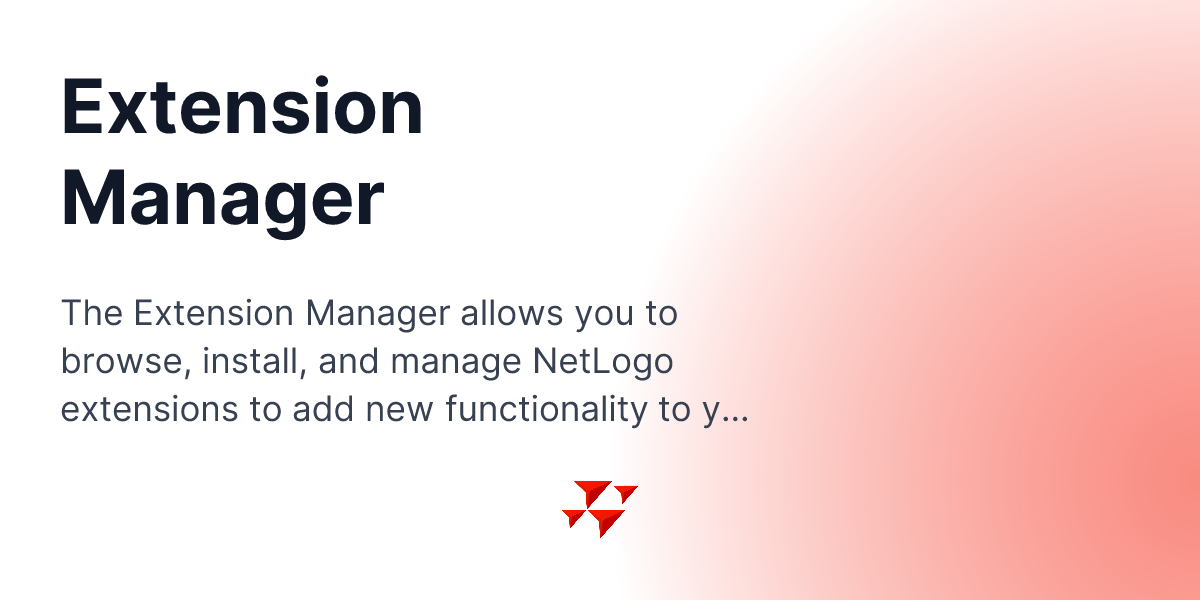 Extension
Manager
The Extension Manager allows you to
browse, install, and manage NetLogo
extensions to add new functionality to y...